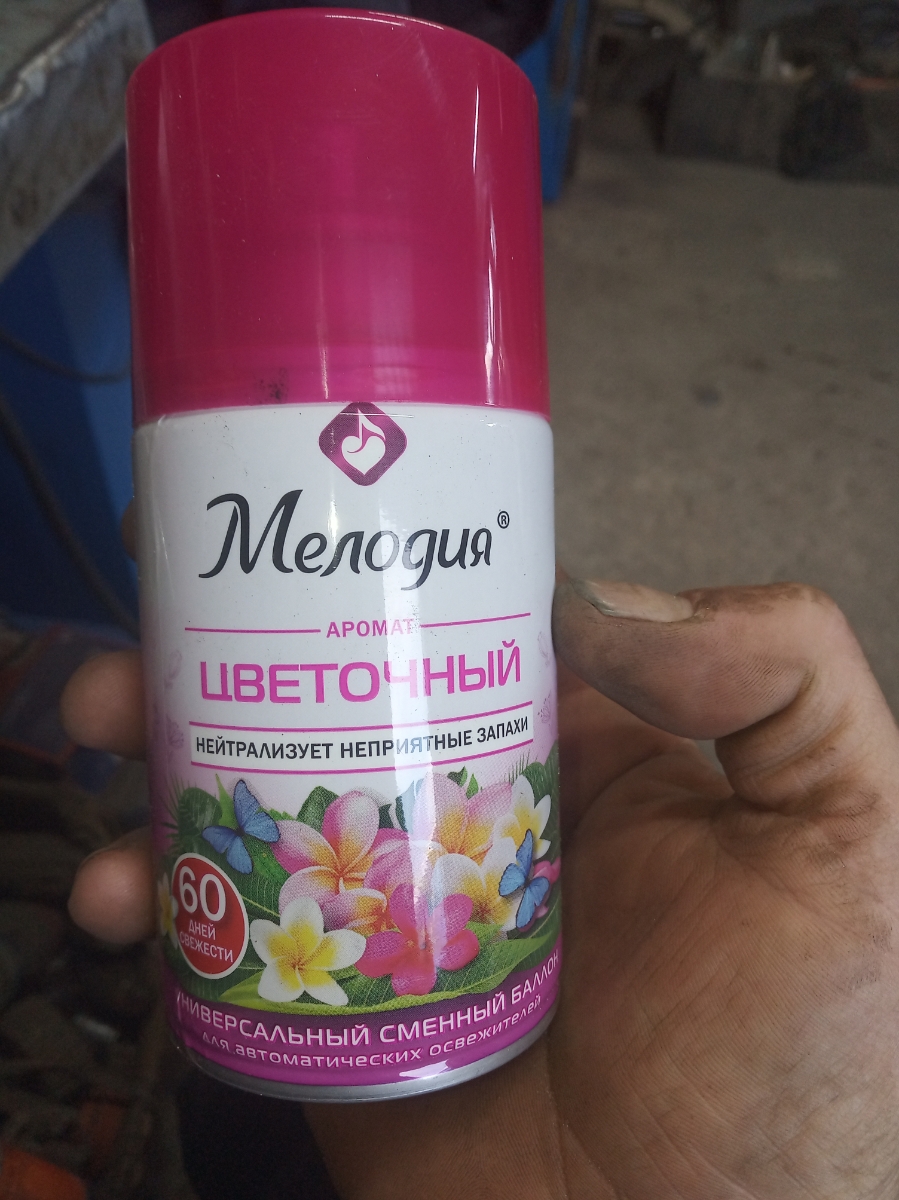 Мелодия®
АРОМАТ
ЦВЕТОЧНЫЙ
НЕЙТРАЛИЗУЕТ НЕПРИЯТНЫЕ ЗАПАХИ
60
ДНЕЙ
СВЕЖЕСТИ
УНИВЕРСАЛЬНЫЙ СМЕННЫЙ БАЛЛОН
для автоматических освежителей